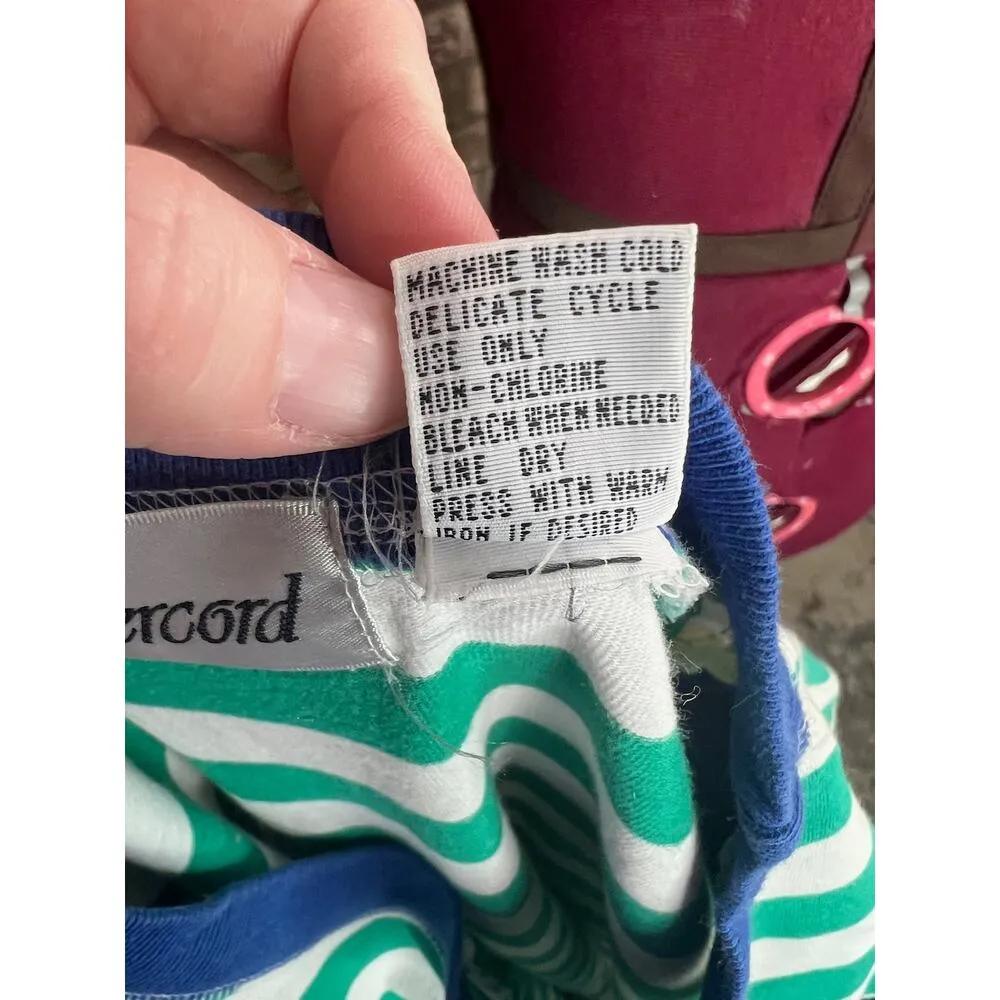 MACHINE WASH COLD
DELICATE CYCLE
USE ONLY
NON-CHLORINE
BLEACH WHEN NEEDED
LINE DRY
PRESS WITH WARM
IRON IF DESIRED
ercord